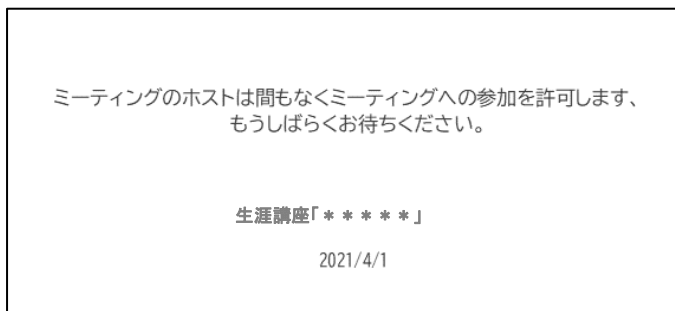 ミーティングのホストは間もなくミーティングへの参加を許可します、
もうしばらくお待ちください。
生涯講座「＊＊＊＊＊」
2021/4/1